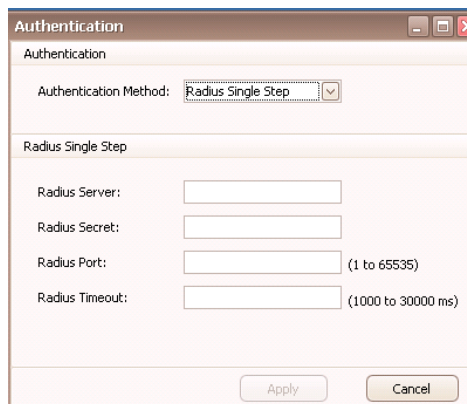 Authentication
Authentication
Authentication Method: Radius Single Step
Radius Single Step
Radius Server:
Radius Secret:
Radius Port: (1 to 65535)
Radius Timeout: (1000 to 30000 ms)
Apply Cancel